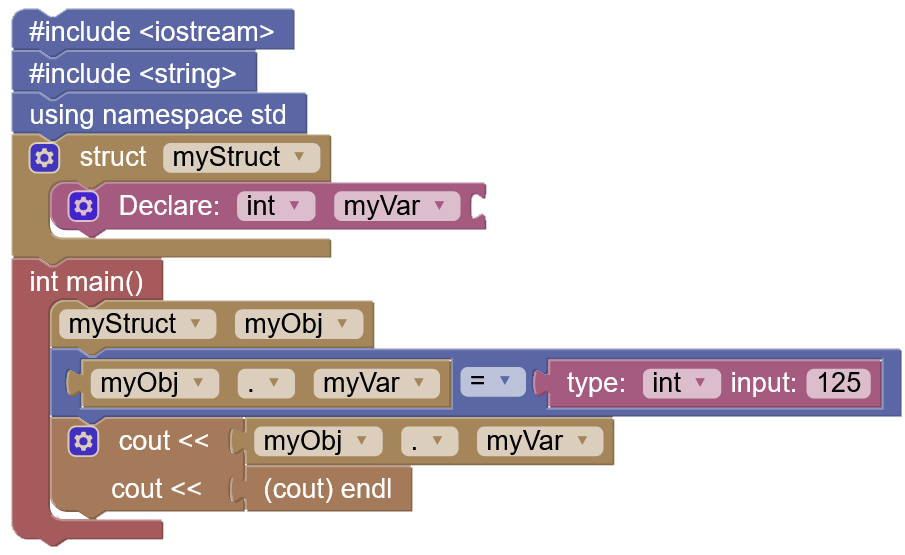 #include <iostream>
#include <string>
using namespace std
struct myStruct
Declare: int myVar
int main()
myStruct myObj
myObj . myVar = type: int input: 125
cout << myObj . myVar
cout << (cout) endl